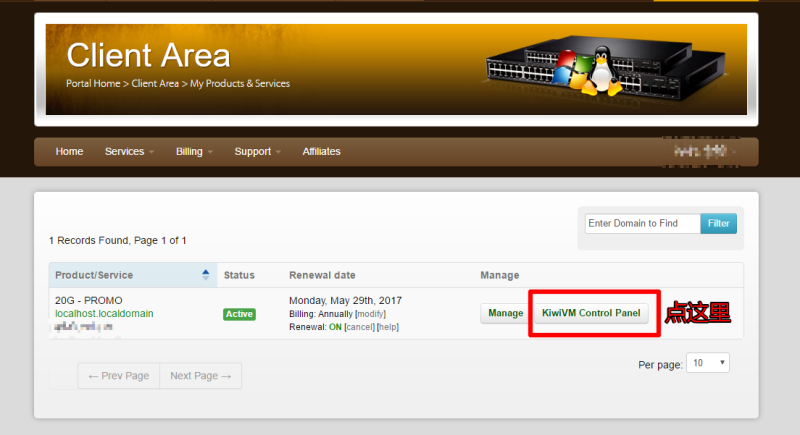 Client Area
Portal Home > Client Area > My Products & Services
Home Services Billing Support Affiliates
Enter Domain to Find Filter
1 Records Found, Page 1 of 1
Product/Service Status Renewal date Manage
20G - PROMO Active Monday, May 29th, 2017 Manage KiwiVM Control Panel 点这里
localhost.localdomain Billing: Annually [modify]
Renewal: ON [cancel] [help]
← Prev Page Next Page →
Per page: 10